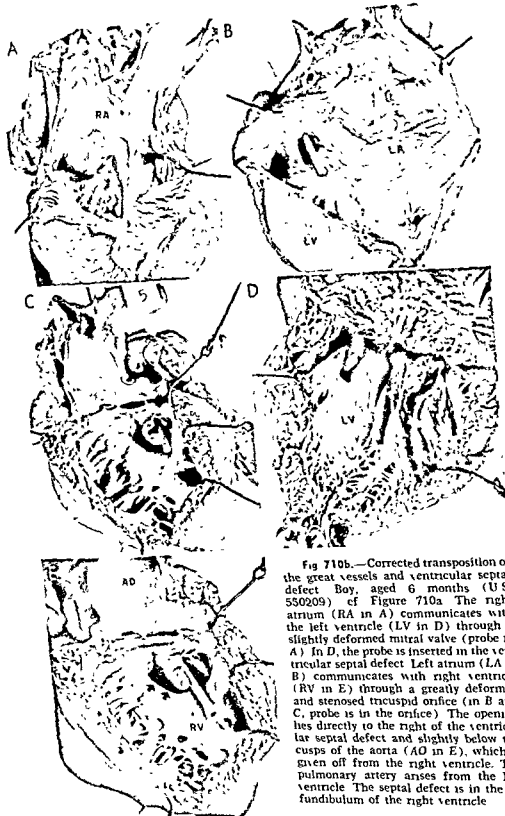 A
B
RA
LA
LV
C
S
D
LV
AD
RV
Fig 710b.—Corrected transposition o
the great vessels and ventricular septa
defect Boy, aged 6 months (U S
550209) cf Figure 710a The righ
atrium (RA in A) communicates wit
the left ventricle (LV in D) through
slightly deformed mitral valve (probe i
A) In D, the probe is inserted in the ve
tricular septal defect Left atrium (LA
B) communicates with right ventric
(RV in E) through a greatly deform
and stenosed tricuspid orifice (in B a
C, probe is in the orifice) The openi
lies directly to the right of the ventric
lar septal defect and slightly below t
cusps of the aorta (AO in E), which
given off from the right ventricle. T
pulmonary artery arises from the l
ventricle The septal defect is in the
fundibulum of the right ventricle